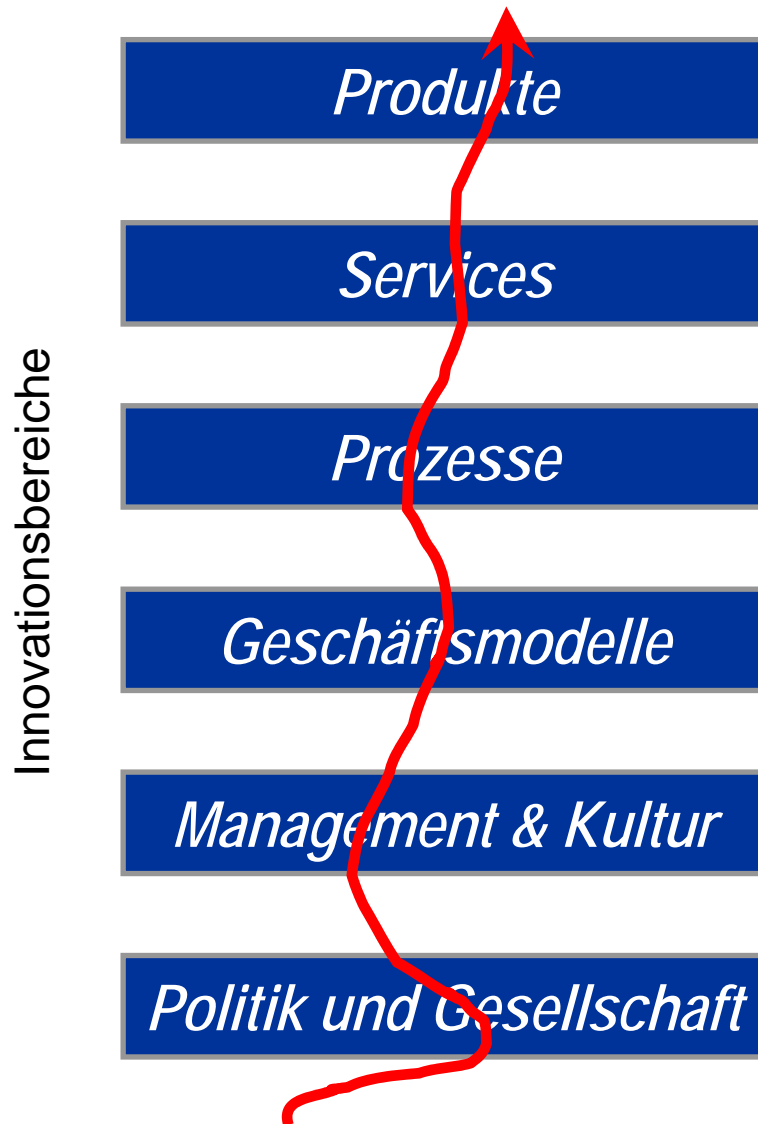 Innovationsbereiche
Produkte
Services
Prozesse
Geschäftsmodelle
Management & Kultur
Politik und Gesellschaft